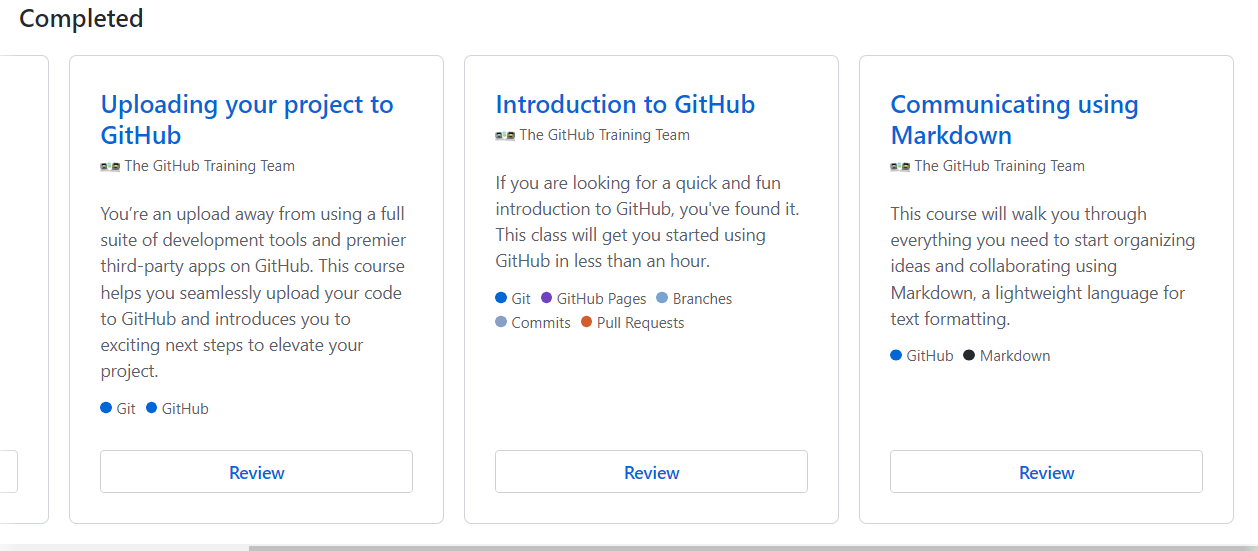 Completed
Uploading your project to
GitHub
The GitHub Training Team
You’re an upload away from using a full
suite of development tools and premier
third-party apps on GitHub. This course
helps you seamlessly upload your code
to GitHub and introduces you to
exciting next steps to elevate your
project.
Git GitHub
Review
Introduction to GitHub
The GitHub Training Team
If you are looking for a quick and fun
introduction to GitHub, you've found it.
This class will get you started using
GitHub in less than an hour.
Git GitHub Pages Branches
Commits Pull Requests
Review
Communicating using
Markdown
The GitHub Training Team
This course will walk you through
everything you need to start organizing
ideas and collaborating using
Markdown, a lightweight language for
text formatting.
GitHub Markdown
Review